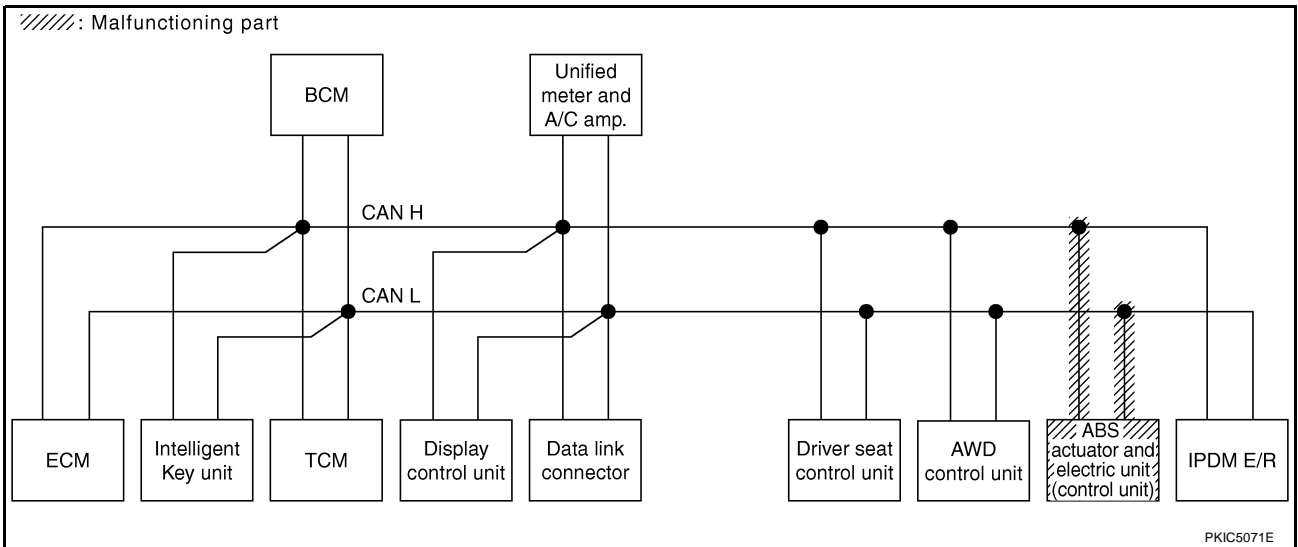 : Malfunctioning part
BCM
Unified
meter and
A/C amp.
CAN H
CAN L
ECM
Intelligent
Key unit
TCM
Display
control unit
Data link
connector
Driver seat
control unit
AWD
control unit
ABS
actuator and
electric unit
(control unit)
IPDM E/R
PKIC5071E